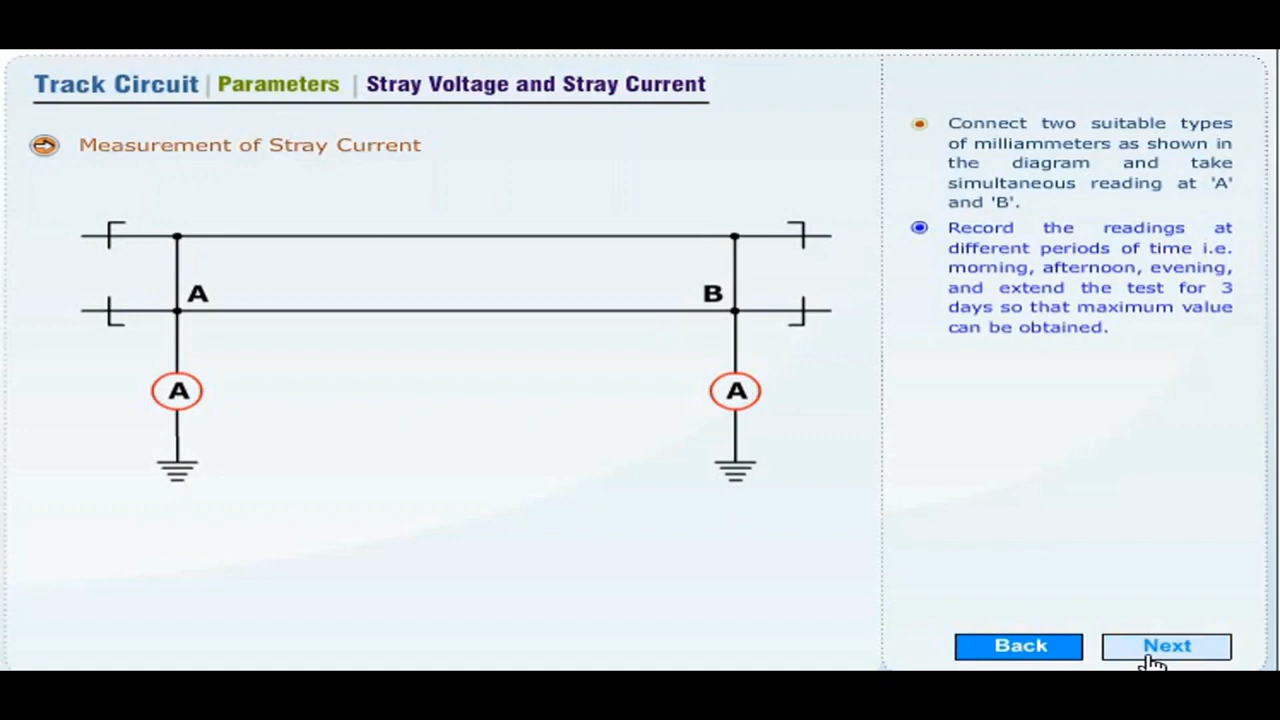 Track Circuit | Parameters | Stray Voltage and Stray Current
Measurement of Stray Current
A
B
A
A
Connect two suitable types
of milliammeters as shown in
the diagram and take
simultaneous reading at 'A'
and 'B'.
Record the readings at
different periods of time i.e.
morning, afternoon, evening,
and extend the test for 3
days so that maximum value
can be obtained.
Back
Next